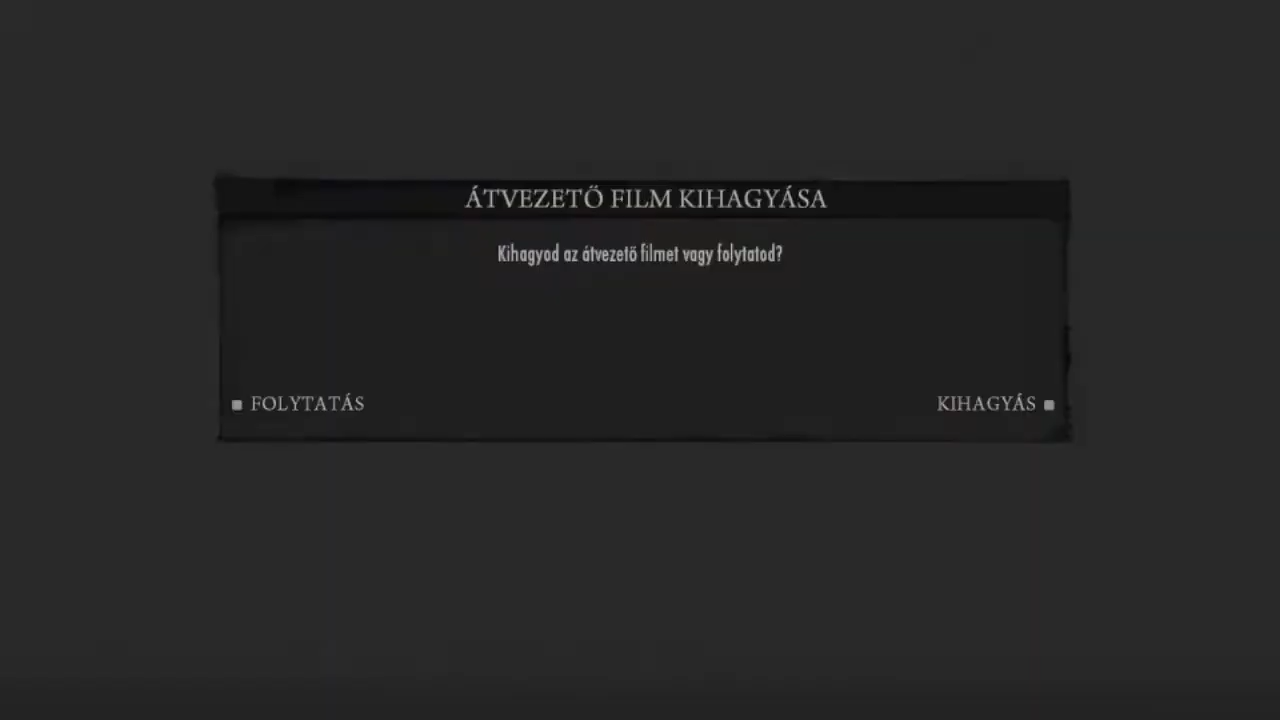 ÁTVEZETŐ FILM KIHAGYÁSA
Kihagyod az átvezető filmet vagy folytatod?
FOLYTATÁS
KIHAGYÁS